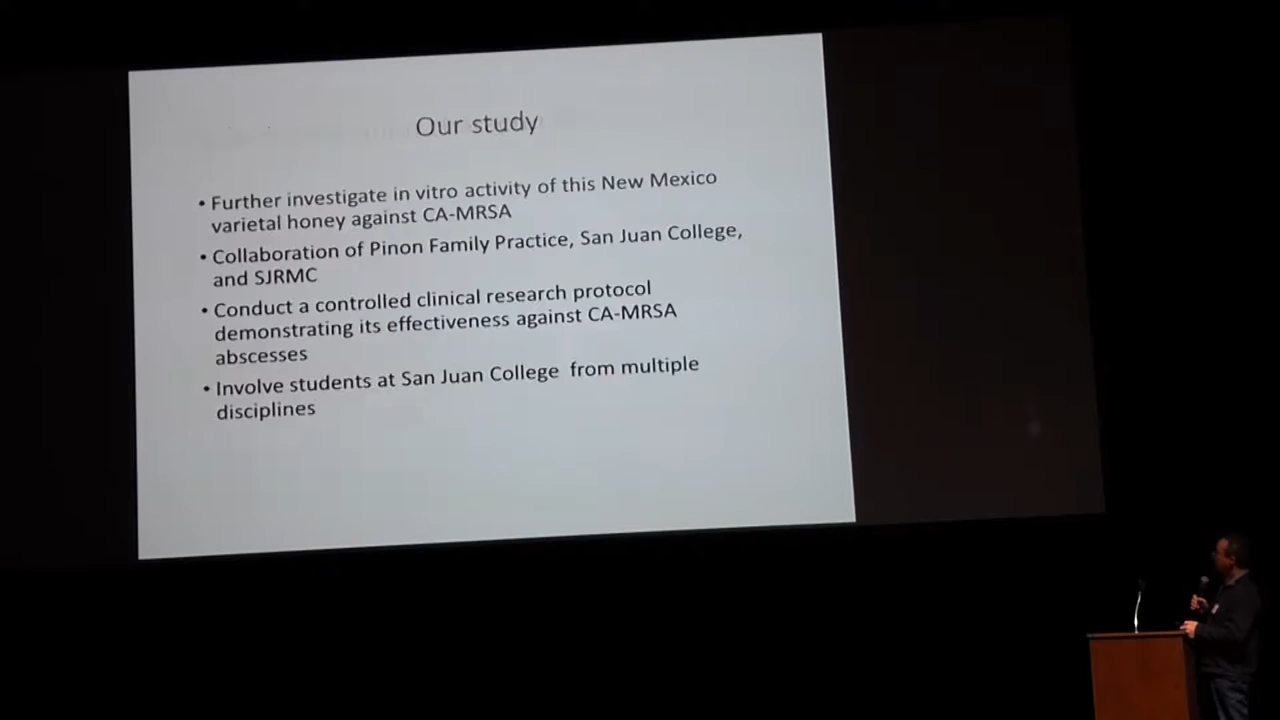 Our study
• Further investigate in vitro activity of this New Mexico
varietal honey against CA-MRSA
• Collaboration of Pinon Family Practice, San Juan College,
and SJRMC
• Conduct a controlled clinical research protocol
demonstrating its effectiveness against CA-MRSA
abscesses
• Involve students at San Juan College from multiple
disciplines